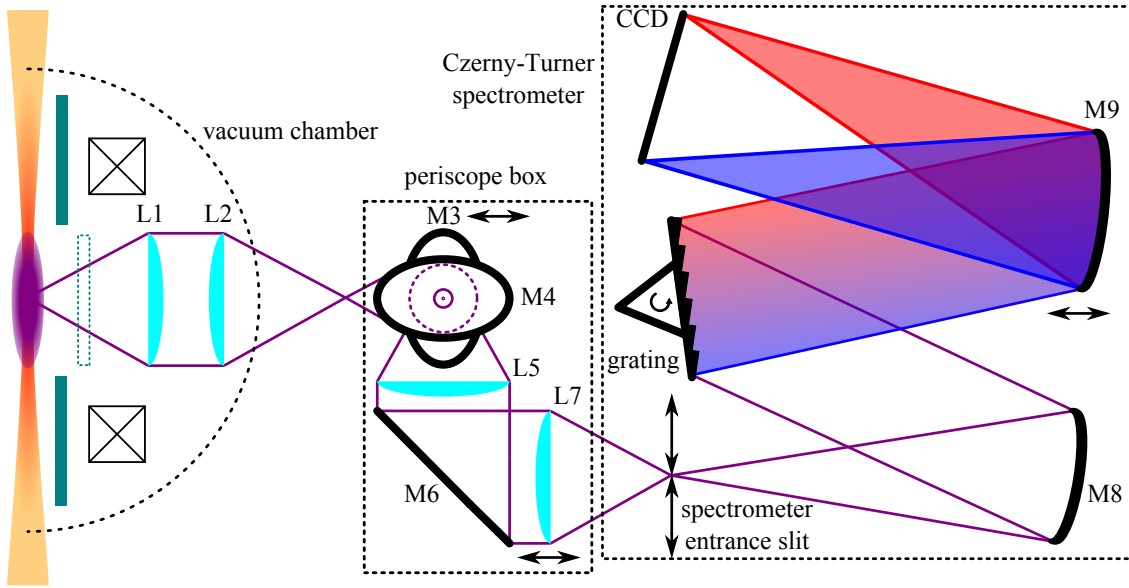 CCD
Czerny-Turner
spectrometer
M9
vacuum chamber
periscope box
L1
L2
M3
M4
grating
L5
L7
M6
M8
spectrometer
entrance slit